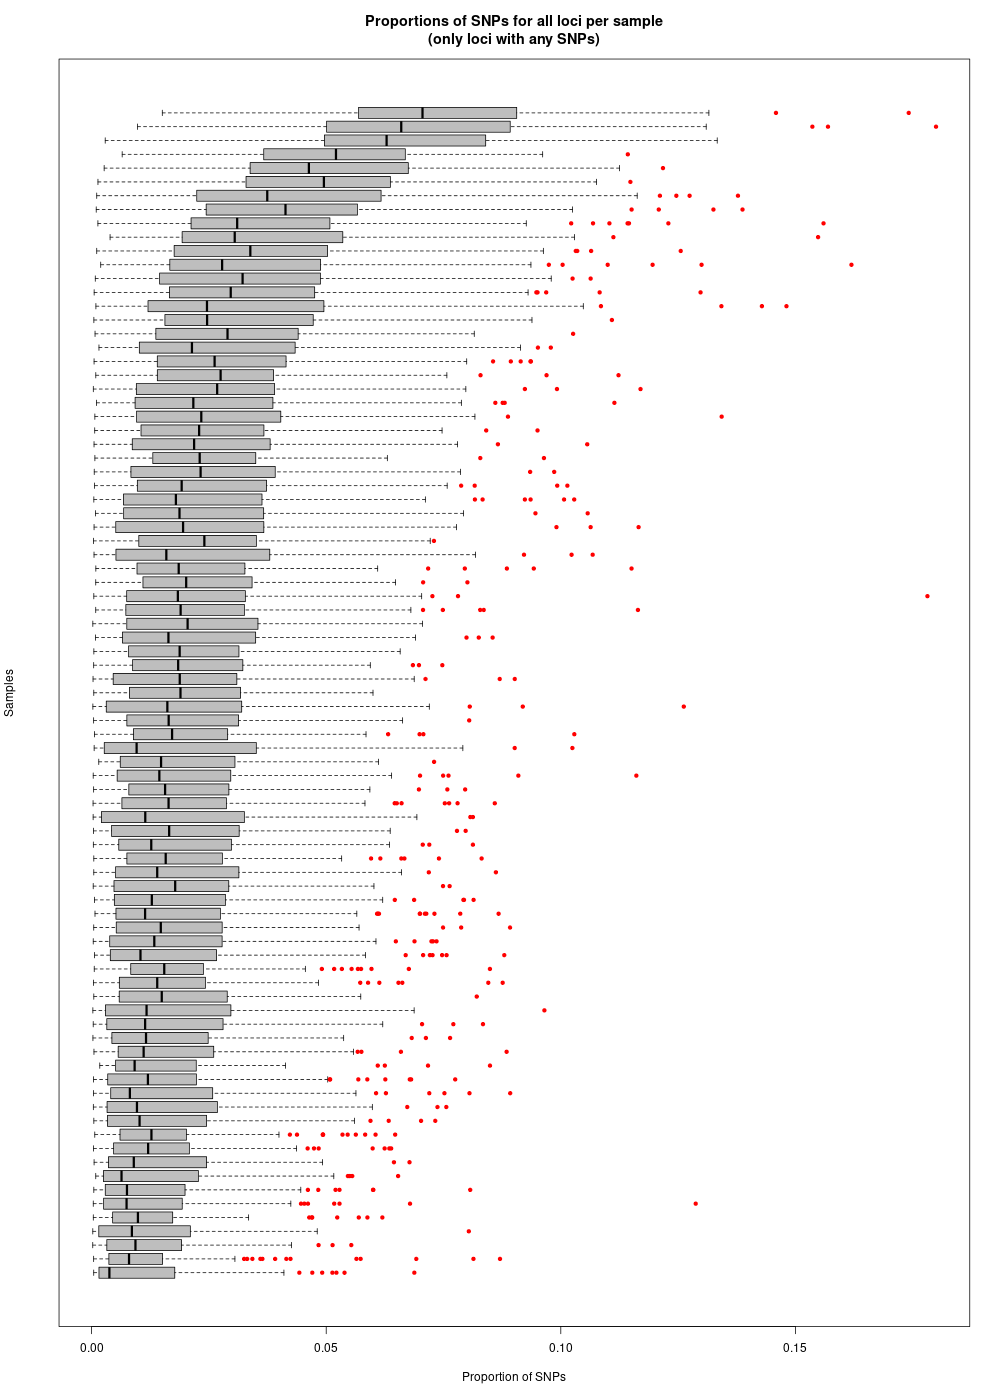 Proportions of SNPs for all loci per sample
(only loci with any SNPs)
Samples
0.00
0.05
0.10
0.15
Proportion of SNPs